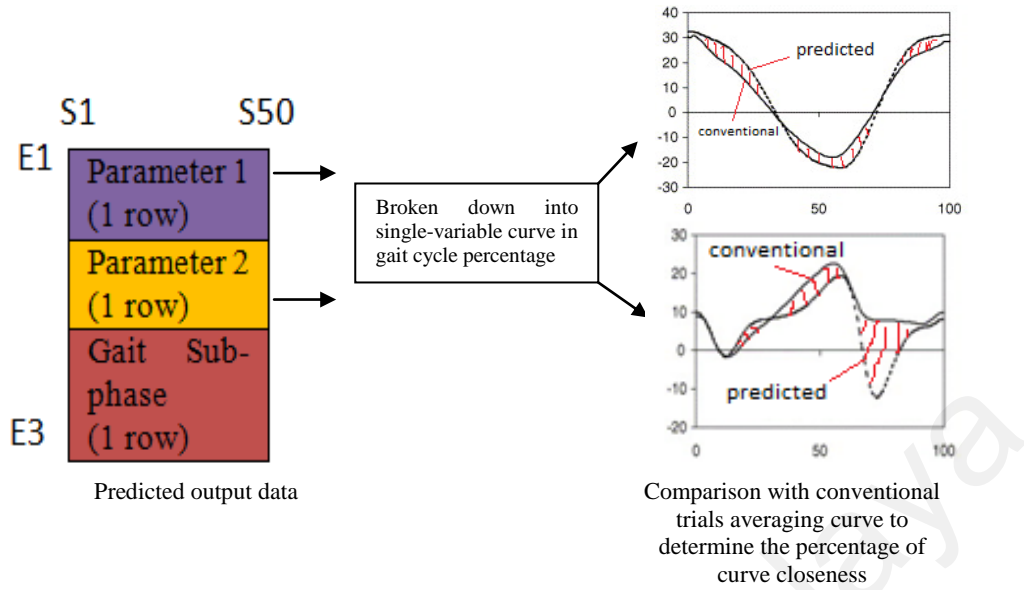 S1 S50
E1
Parameter 1
(1 row)
Parameter 2
(1 row)
Gait Sub-
phase
(1 row)
E3
Predicted output data
Broken down into
single-variable curve in
gait cycle percentage
40
30
20
10
0
-10
-20
-30
0 50 100
predicted
conventional
30
20
10
0
-10
-20
0 50 100
conventional
predicted
Comparison with conventional
trials averaging curve to
determine the percentage of
curve closeness